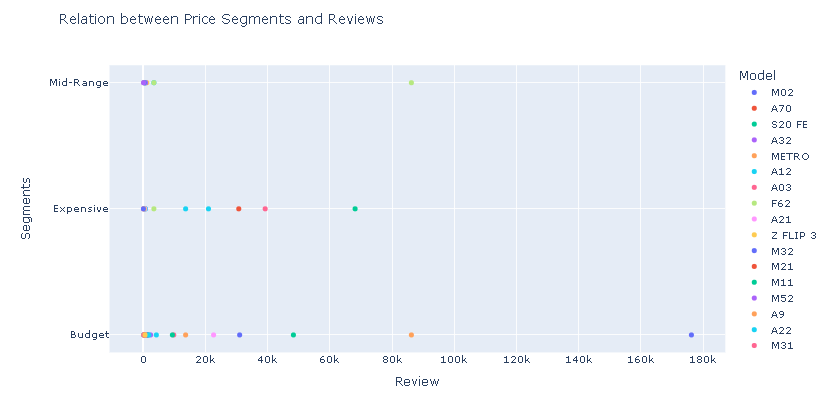 Relation between Price Segments and Reviews
Mid-Range
Expensive
Budget
Segments
0 20k 40k 60k 80k 100k 120k 140k 160k 180k
Review
Model
M02
A70
S20 FE
A32
METRO
A12
A03
F62
A21
Z FLIP 3
M32
M21
M11
M52
A9
A22
M31